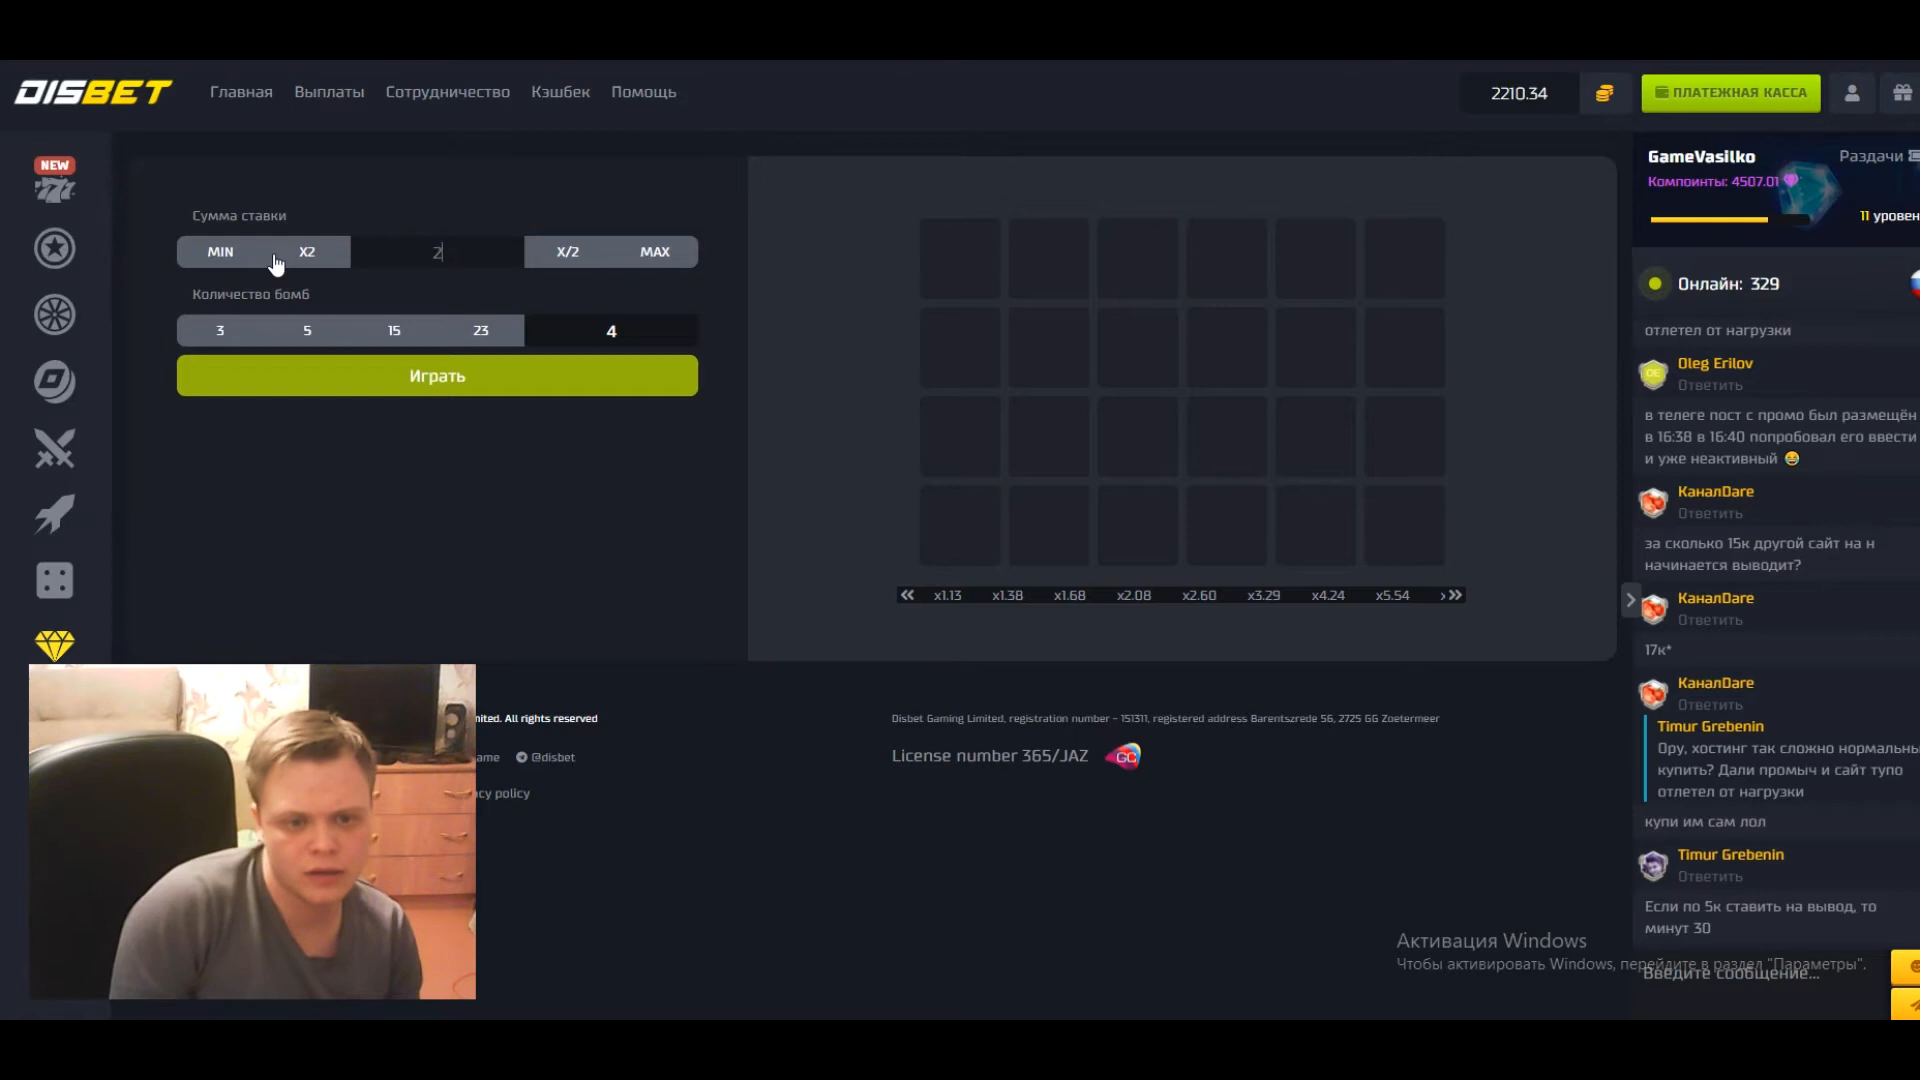 DISBET
Главная
Выплаты
Сотрудничество
Кэшбек
Помощь
2210.34
ПЛАТЕЖНАЯ КАССА
NEW
Сумма ставки
MIN
X2
2
X/2
MAX
Количество бомб
3
5
15
23
4
Играть
x1.13
x1.38
x1.68
x2.08
x2.60
x3.29
x4.24
x5.54
GameVasilko
Раздачи
Компоинты: 4507.01
11 уровен
Онлайн: 329
отлетел от нагрузки
OE
Oleg Erilov
Ответить
в телеге пост с промо был размещён
в 16:38 в 16:40 попробовал его ввести
и уже неактивный
КаналDare
Ответить
за сколько 15к другой сайт на н
начинается выводит?
КаналDare
Ответить
17к*
КаналDare
Ответить
Timur Grebenin
Ору, хостинг так сложно нормальны
купить? Дали промыч и сайт тупо
отлетел от нагрузки
купи им сам лол
Timur Grebenin
Ответить
Если по 5к ставить на вывод, то
минут 30
Введите сообщение...
mited. All rights reserved
ame
@disbet
cy policy
Disbet Gaming Limited, registration number - 151311, registered address Barentszrede 56, 2725 GG Zoetermeer
License number 365/JAZ
GC
Активация Windows
Чтобы активировать Windows, перейдите в раздел "Параметры".